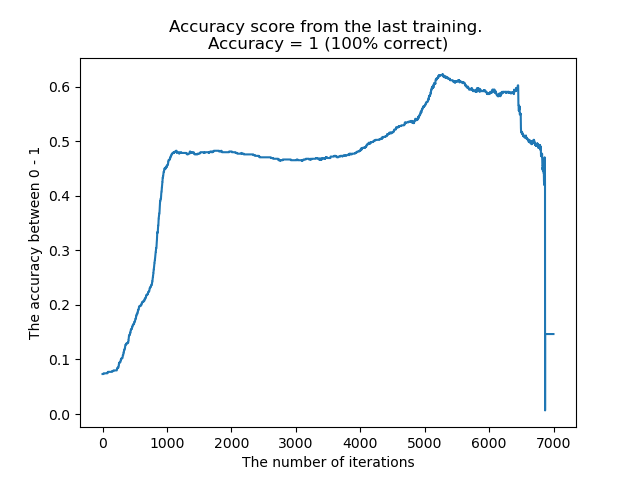 Accuracy score from the last training.
Accuracy = 1 (100% correct)
The accuracy between 0 - 1
0.6
0.5
0.4
0.3
0.2
0.1
0.0
0 1000 2000 3000 4000 5000 6000 7000
The number of iterations